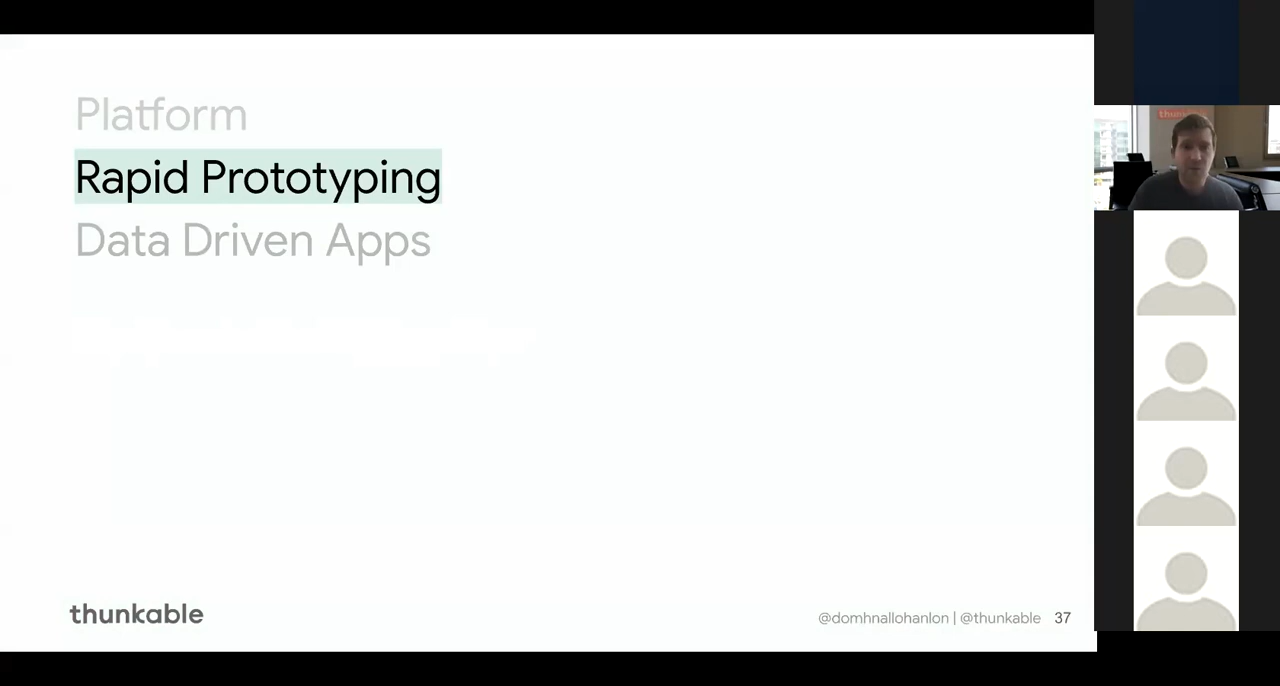 Platform
Rapid Prototyping
Data Driven Apps
thunkable
@domhnallohanlon | @thunkable 37